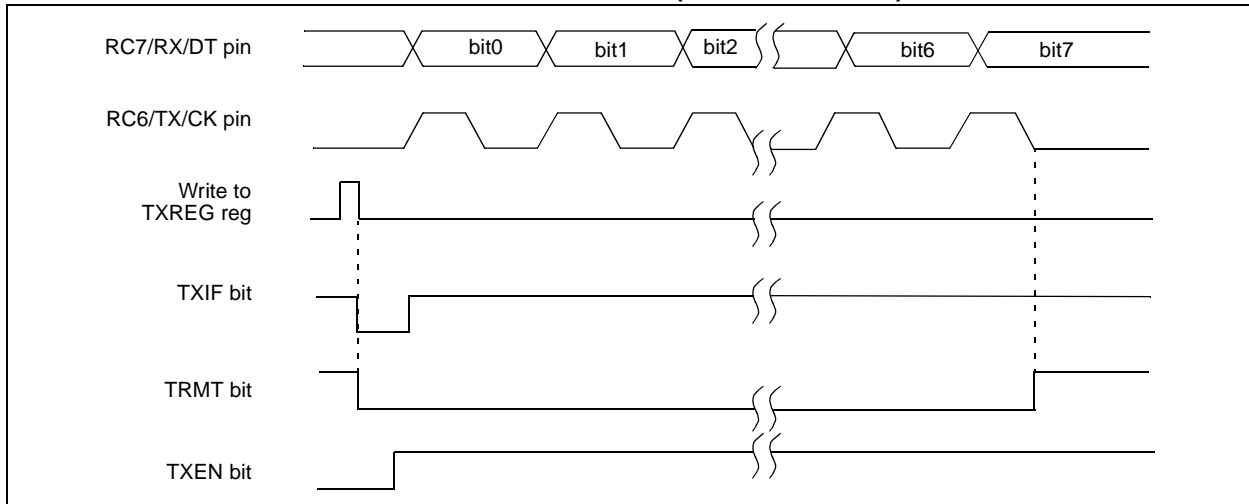 RC7/RX/DT pin
bit0 bit1 bit2 bit6 bit7
RC6/TX/CK pin
Write to
TXREG reg
TXIF bit
TRMT bit
TXEN bit